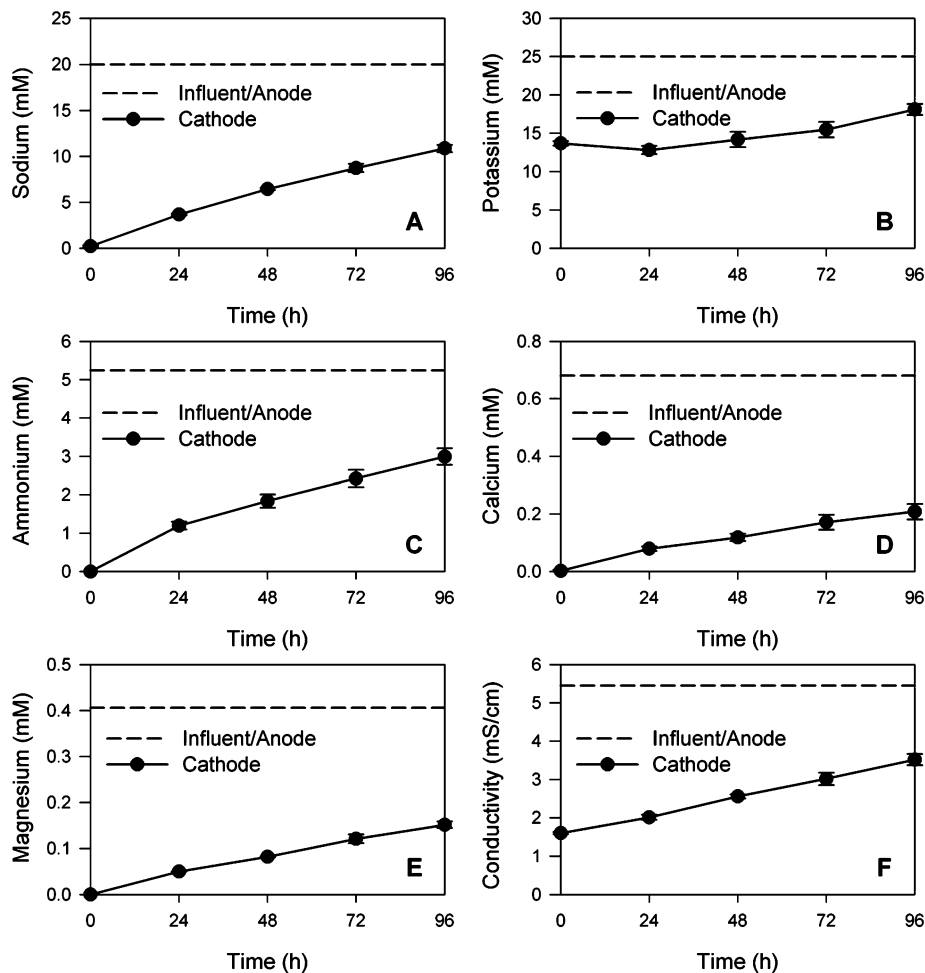 Sodium (mM)
25
20
15
10
5
0
Influent/Anode
Cathode
A
0 24 48 72 96
Time (h)
Potassium (mM)
30
25
20
15
10
5
0
Influent/Anode
Cathode
B
0 24 48 72 96
Time (h)
Ammonium (mM)
6
5
4
3
2
1
0
Influent/Anode
Cathode
C
0 24 48 72 96
Time (h)
Calcium (mM)
0.8
0.6
0.4
0.2
0.0
Influent/Anode
Cathode
D
0 24 48 72 96
Time (h)
Magnesium (mM)
0.5
0.4
0.3
0.2
0.1
0.0
Influent/Anode
Cathode
E
0 24 48 72 96
Time (h)
Conductivity (mS/cm)
6
5
4
3
2
1
0
Influent/Anode
Cathode
F
0 24 48 72 96
Time (h)